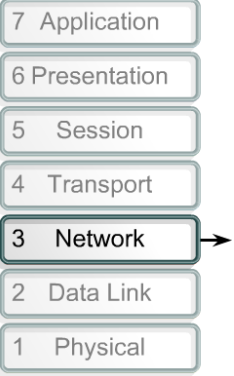 7 Application
6 Presentation
5 Session
4 Transport
3 Network
2 Data Link
1 Physical